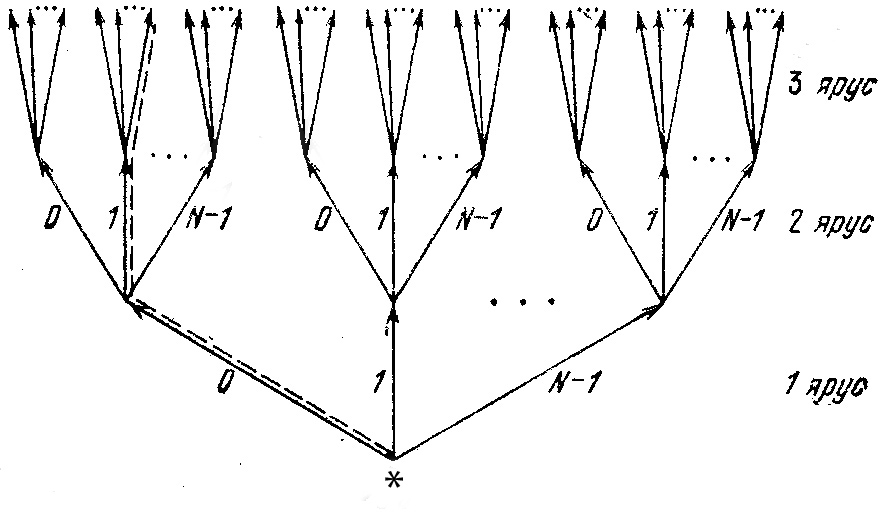 3 ярус
0 1 ... N-1 0 1 ... N-1 0 1 ... N-1 2 ярус
0 1 ... N-1 1 ярус
*